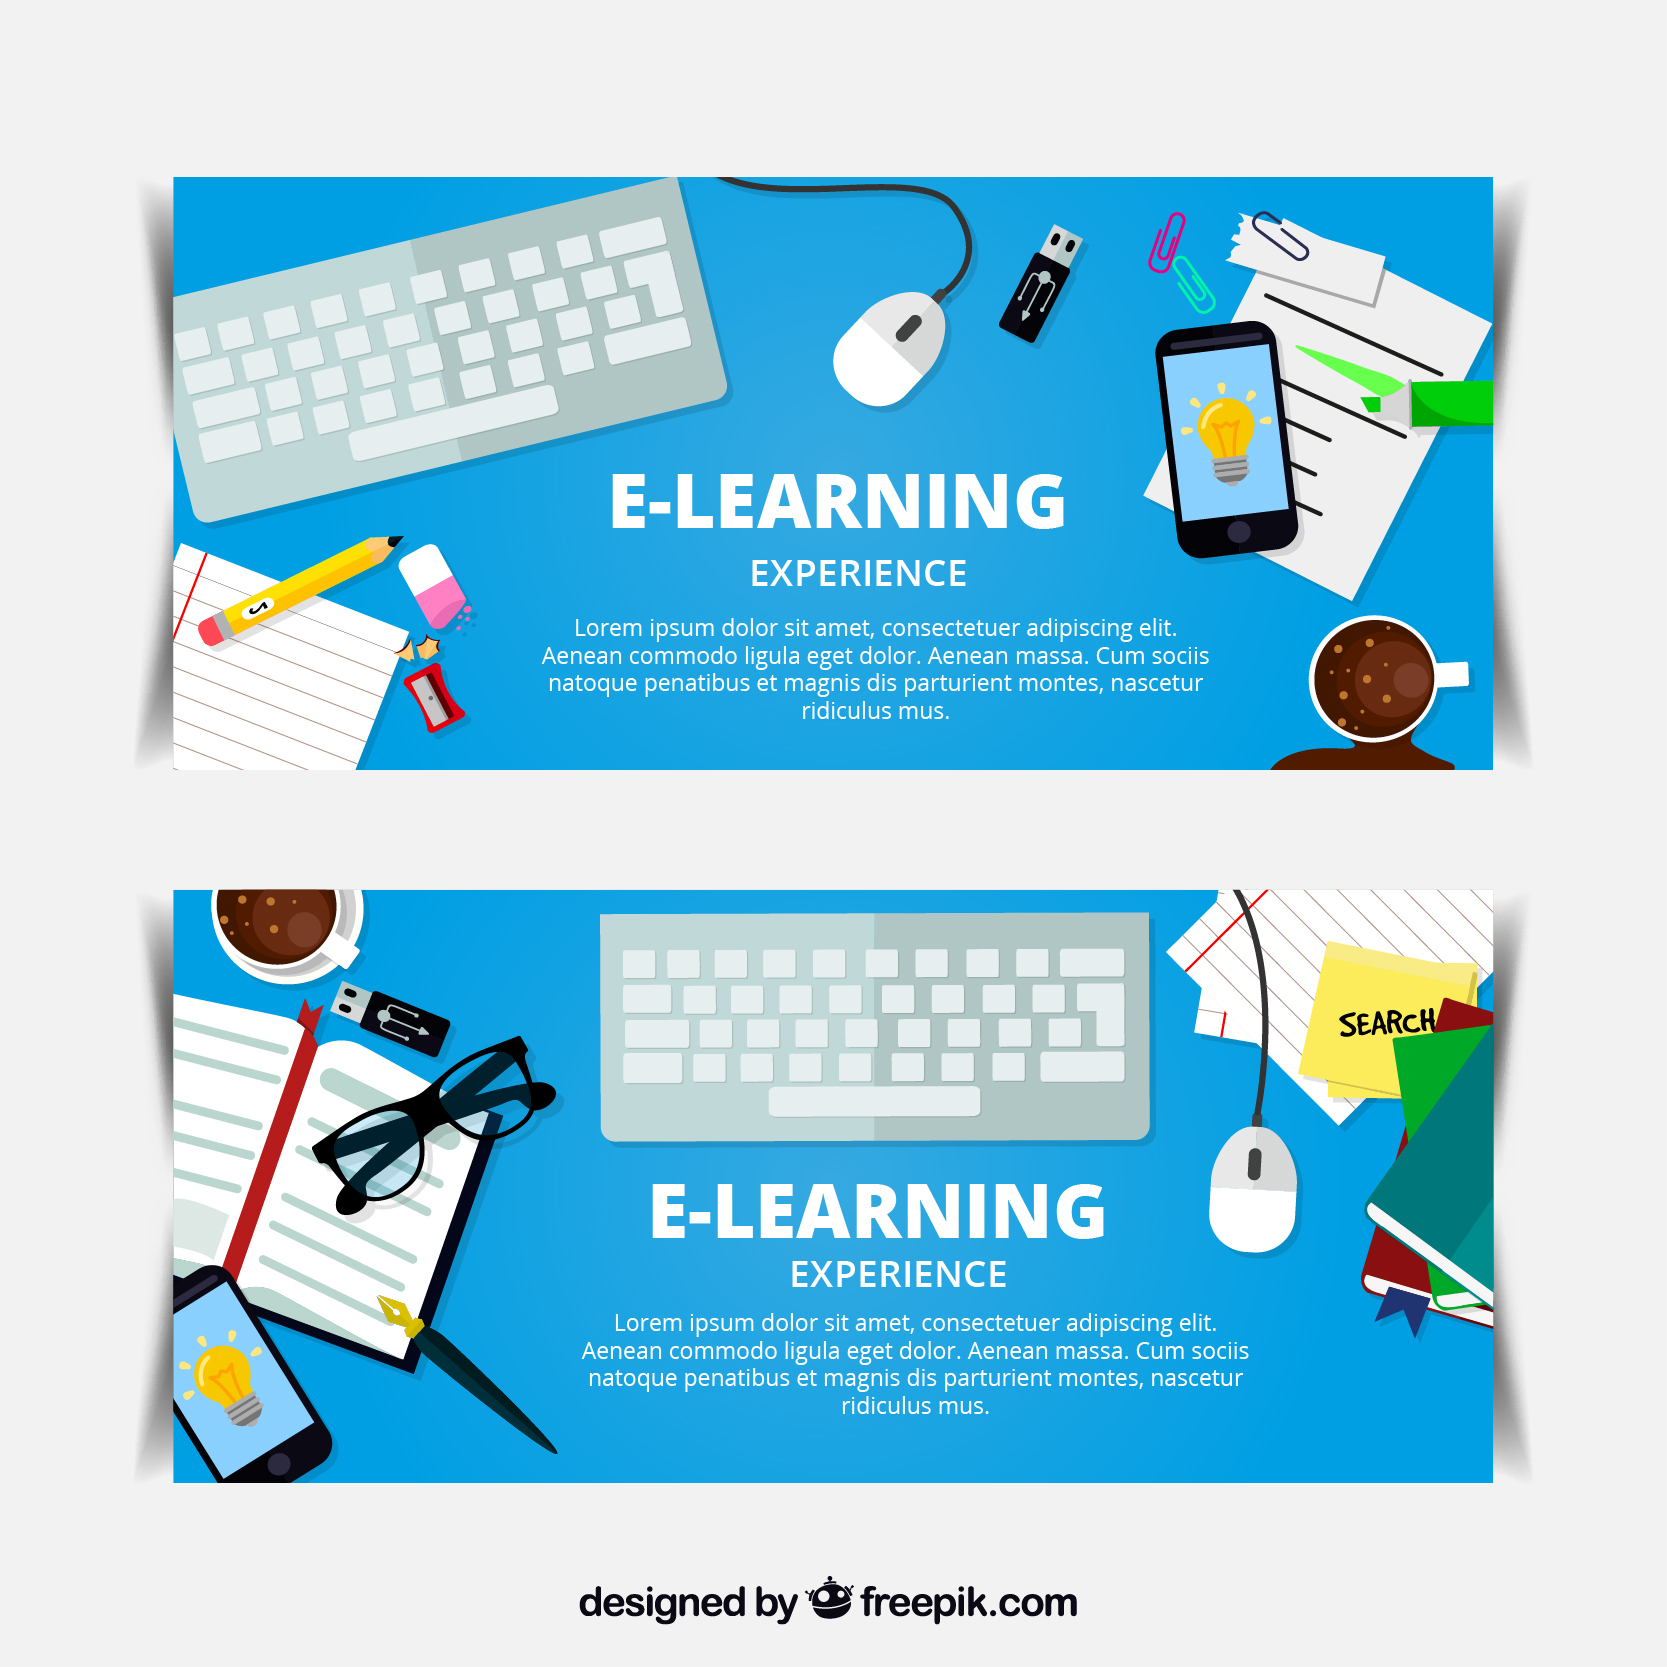 E-LEARNING
EXPERIENCE
Lorem ipsum dolor sit amet, consectetuer adipiscing elit.
Aenean commodo ligula eget dolor. Aenean massa. Cum sociis
natoque penatibus et magnis dis parturient montes, nascetur
ridiculus mus.
SEARCH
E-LEARNING
EXPERIENCE
Lorem ipsum dolor sit amet, consectetuer adipiscing elit.
Aenean commodo ligula eget dolor. Aenean massa. Cum sociis
natoque penatibus et magnis dis parturient montes, nascetur
ridiculus mus.
designed by freepik.com